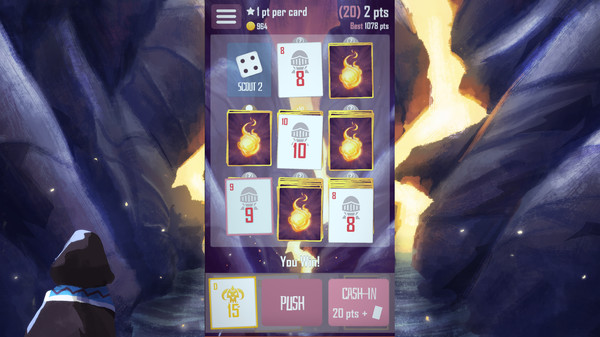 ★ 1 pt per card
(20) 2 pts
964
Best 1078 pts
SCOUT 2
8
8
10
10
9
9
8
8
You Win!
0
15
PUSH
CASH-IN
20 pts +